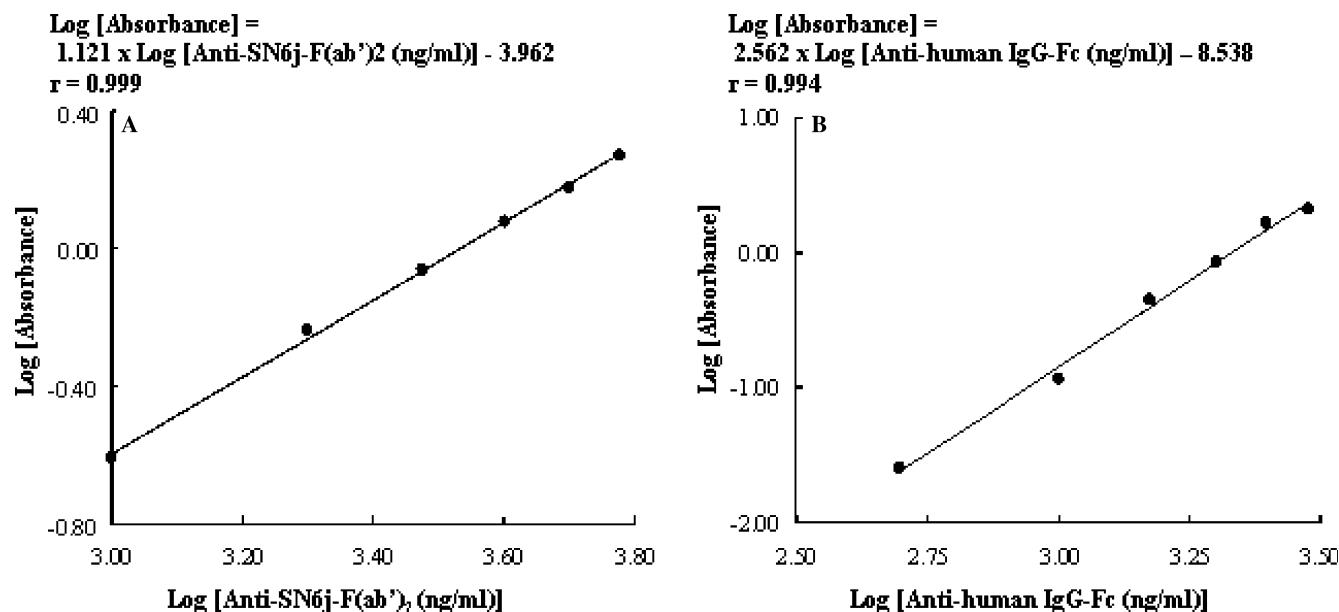 Log [Absorbance] =
1.121 x Log [Anti-SN6j-F(ab’)2 (ng/ml)] - 3.962
r = 0.999
A
0.40
0.00
-0.40
-0.80
Log [Absorbance]
3.00 3.20 3.40 3.60 3.80
Log [Anti-SN6j-F(ab’)2 (ng/ml)]
Log [Absorbance] =
2.562 x Log [Anti-human IgG-Fc (ng/ml)] – 8.538
r = 0.994
B
1.00
0.00
-1.00
-2.00
Log [Absorbance]
2.50 2.75 3.00 3.25 3.50
Log [Anti-human IgG-Fc (ng/ml)]